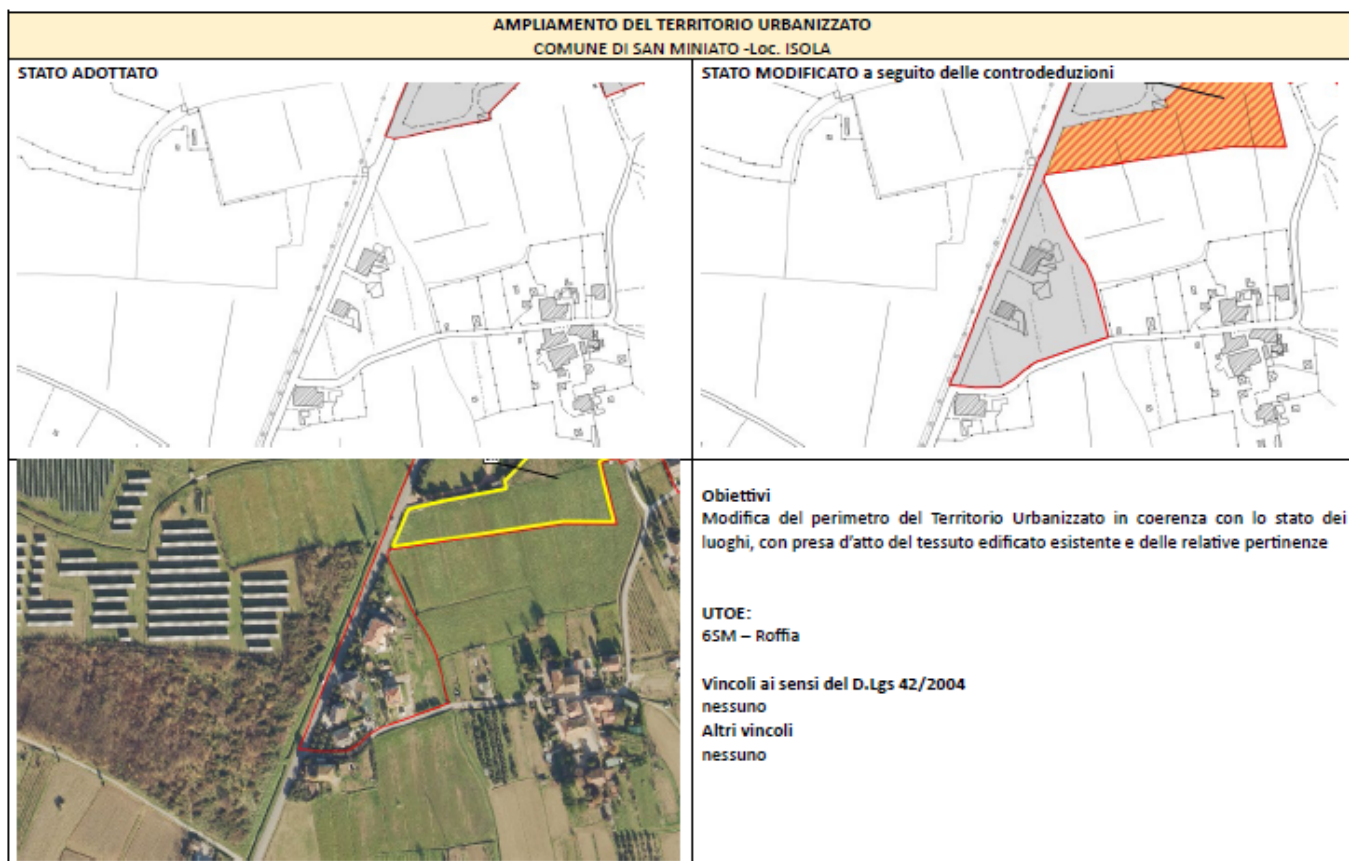 AMPLIAMENTO DEL TERRITORIO URBANIZZATO
COMUNE DI SAN MINIATO -Loc. ISOLA
STATO ADOTTATO
STATO MODIFICATO a seguito delle controdeduzioni
Obiettivi
Modifica del perimetro del Territorio Urbanizzato in coerenza con lo stato dei
luoghi, con presa d'atto del tessuto edificato esistente e delle relative pertinenze
UTOE:
6SM – Roffia
Vincoli ai sensi del D.Lgs 42/2004
nessuno
Altri vincoli
nessuno